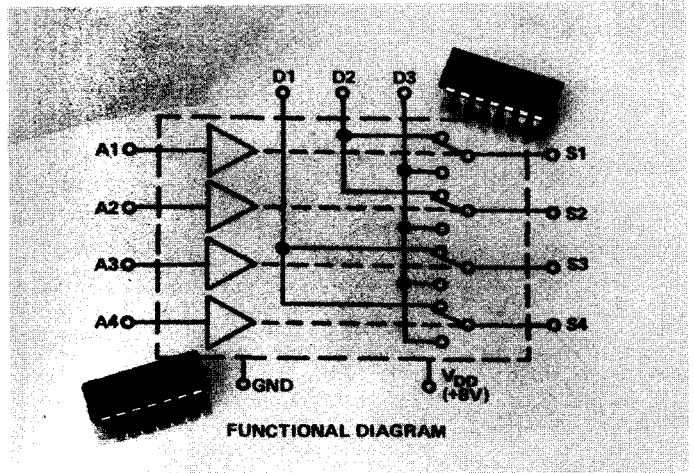 D1 D2 D3
A1 S1
A2 S2
A3 S3
A4 S4
GND
VDD
(+8V)
FUNCTIONAL DIAGRAM